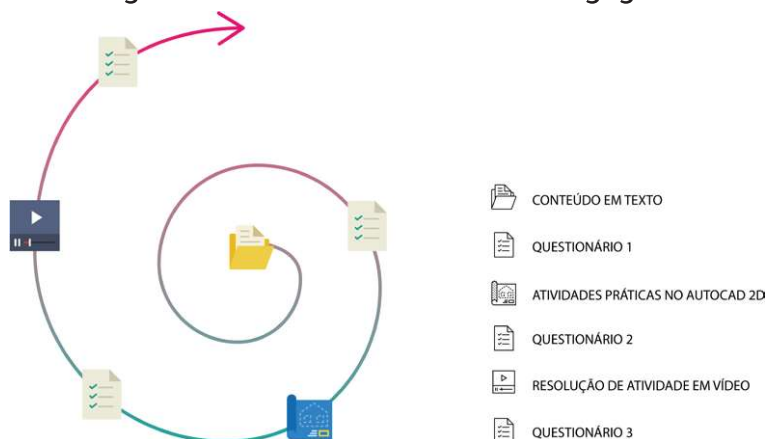 CONTEÚDO EM TEXTO
QUESTIONÁRIO 1
ATIVIDADES PRÁTICAS NO AUTOCAD 2D
QUESTIONÁRIO 2
RESOLUÇÃO DE ATIVIDADE EM VÍDEO
QUESTIONÁRIO 3